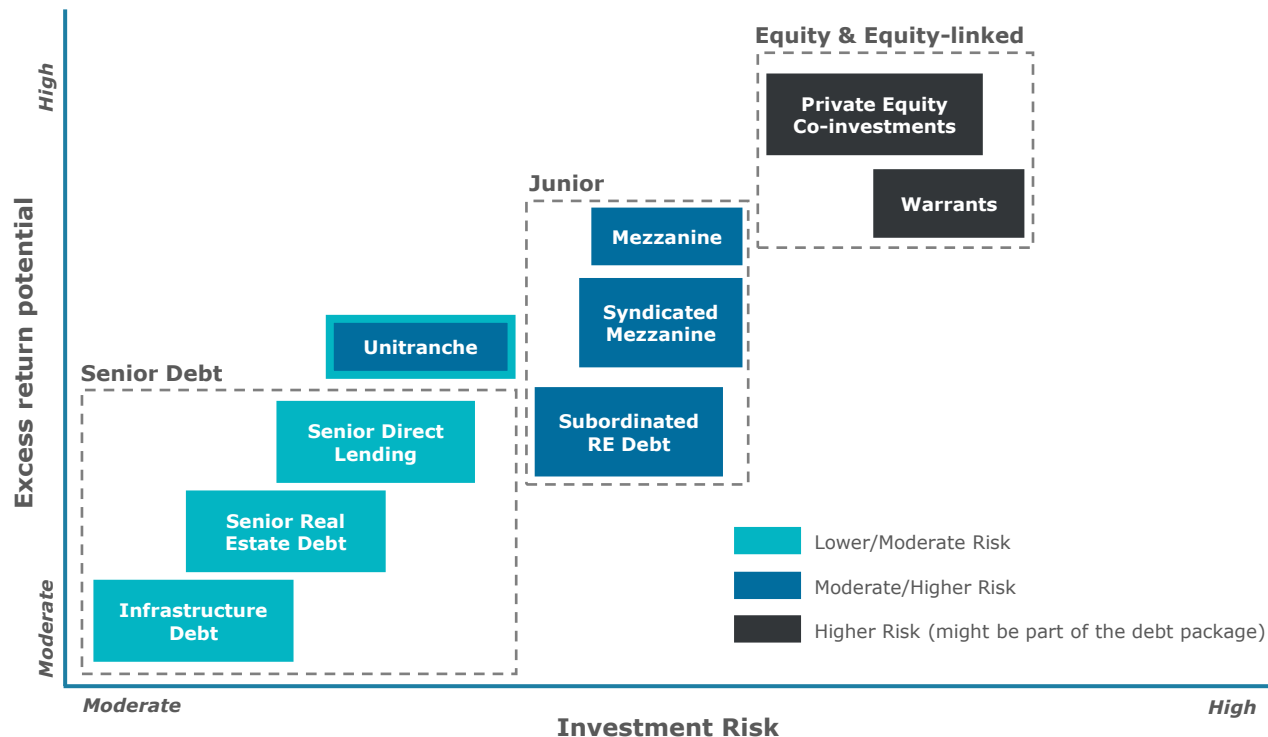 Equity & Equity-linked
High
Private Equity
Co-investments
Junior
Warrants
Mezzanine
Excess return potential
Syndicated
Mezzanine
Unitranche
Senior Debt
Senior Direct
Lending
Subordinated
RE Debt
Senior Real
Estate Debt
Lower/Moderate Risk
Moderate/Higher Risk
Moderate
Infrastructure
Debt
Higher Risk (might be part of the debt package)
Moderate
High
Investment Risk